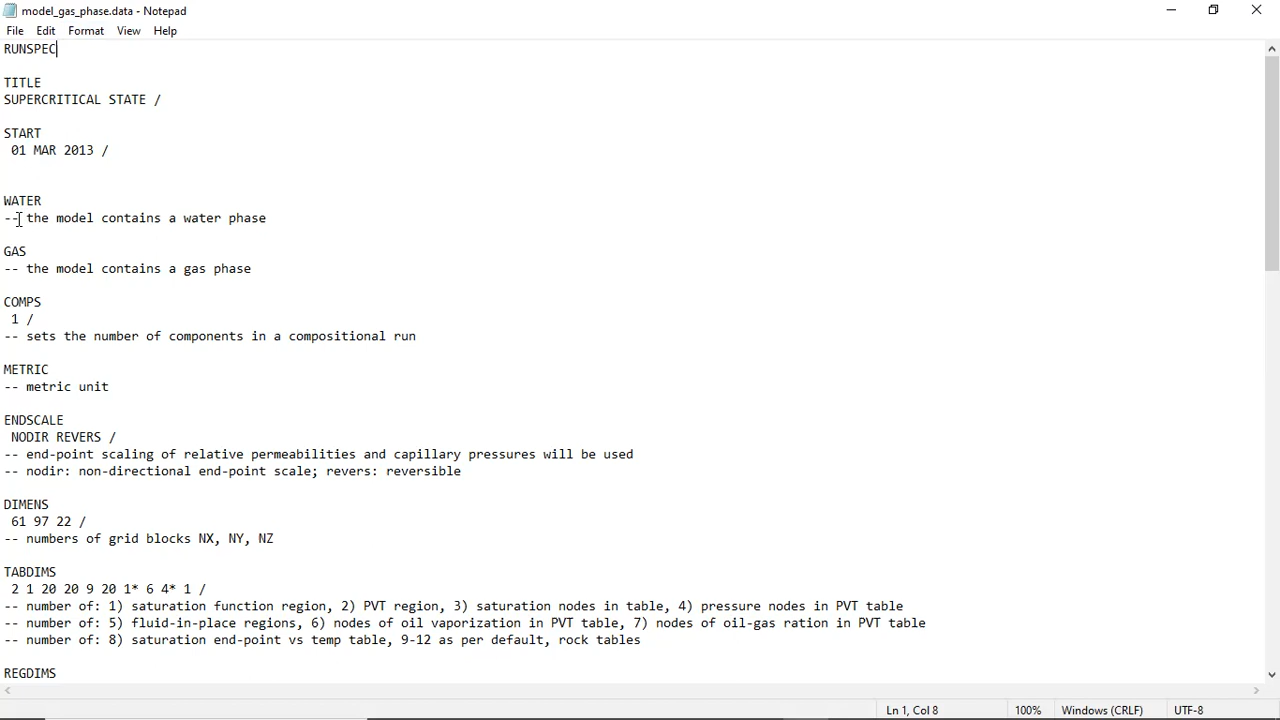 model_gas_phase.data - Notepad
File Edit Format View Help
RUNSPEC
TITLE
SUPERCRITICAL STATE /
START
01 MAR 2013 /
WATER
-- the model contains a water phase
GAS
-- the model contains a gas phase
COMPS
1 /
-- sets the number of components in a compositional run
METRIC
-- metric unit
ENDSCALE
NODIR REVERS /
-- end-point scaling of relative permeabilities and capillary pressures will be used
-- nodir: non-directional end-point scale; revers: reversible
DIMENS
61 97 22 /
-- numbers of grid blocks NX, NY, NZ
TABDIMS
2 1 20 20 9 20 1* 6 4* 1 /
-- number of: 1) saturation function region, 2) PVT region, 3) saturation nodes in table, 4) pressure nodes in PVT table
-- number of: 5) fluid-in-place regions, 6) nodes of oil vaporization in PVT table, 7) nodes of oil-gas ration in PVT table
-- number of: 8) saturation end-point vs temp table, 9-12 as per default, rock tables
REGDIMS
Ln 1, Col 8 100% Windows (CRLF) UTF-8